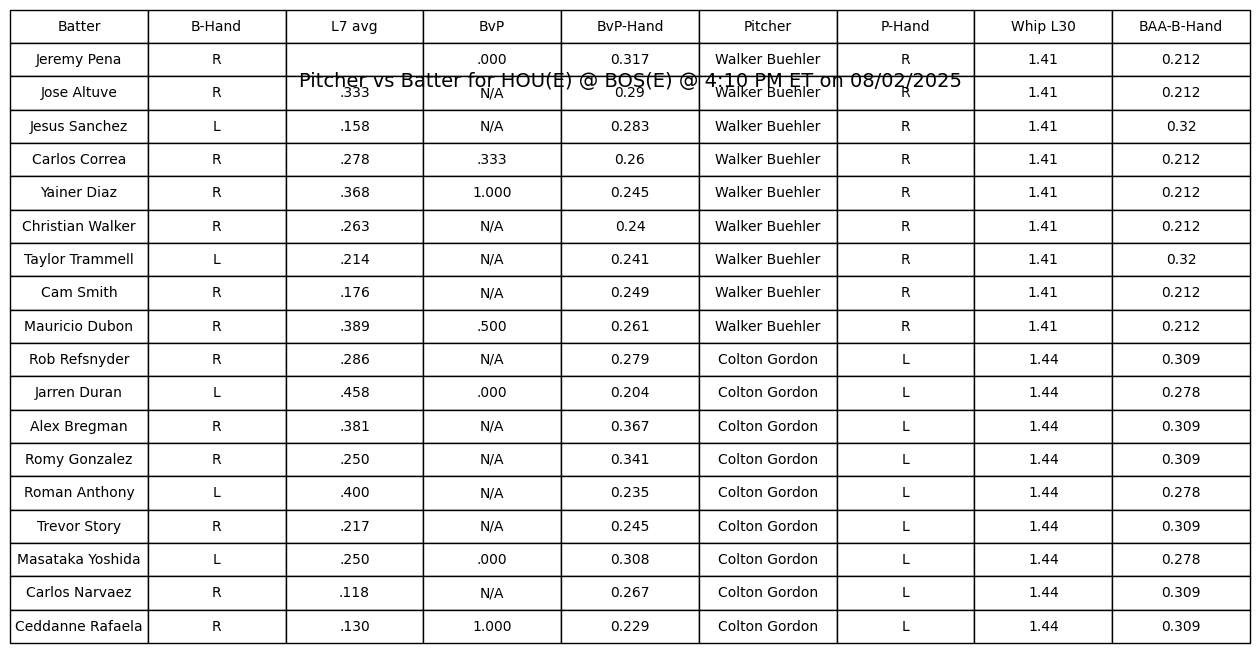 Batter B-Hand L7 avg BvP BvP-Hand Pitcher P-Hand Whip L30 BAA-B-Hand
Jeremy Pena R .000 0.317 Walker Buehler R 1.41 0.212
Pitcher vs Batter for HOU(E) @ BOS(E) @ 4:10 PM ET on 08/02/2025
Jose Altuve R .333 N/A 0.29 Walker Buehler R 1.41 0.212
Jesus Sanchez L .158 N/A 0.283 Walker Buehler R 1.41 0.32
Carlos Correa R .278 .333 0.26 Walker Buehler R 1.41 0.212
Yainer Diaz R .368 1.000 0.245 Walker Buehler R 1.41 0.212
Christian Walker R .263 N/A 0.24 Walker Buehler R 1.41 0.212
Taylor Trammell L .214 N/A 0.241 Walker Buehler R 1.41 0.32
Cam Smith R .176 N/A 0.249 Walker Buehler R 1.41 0.212
Mauricio Dubon R .389 .500 0.261 Walker Buehler R 1.41 0.212
Rob Refsnyder R .286 N/A 0.279 Colton Gordon L 1.44 0.309
Jarren Duran L .458 .000 0.204 Colton Gordon L 1.44 0.278
Alex Bregman R .381 N/A 0.367 Colton Gordon L 1.44 0.309
Romy Gonzalez R .250 N/A 0.341 Colton Gordon L 1.44 0.309
Roman Anthony L .400 N/A 0.235 Colton Gordon L 1.44 0.278
Trevor Story R .217 N/A 0.245 Colton Gordon L 1.44 0.309
Masataka Yoshida L .250 .000 0.308 Colton Gordon L 1.44 0.278
Carlos Narvaez R .118 N/A 0.267 Colton Gordon L 1.44 0.309
Ceddanne Rafaela R .130 1.000 0.229 Colton Gordon L 1.44 0.309